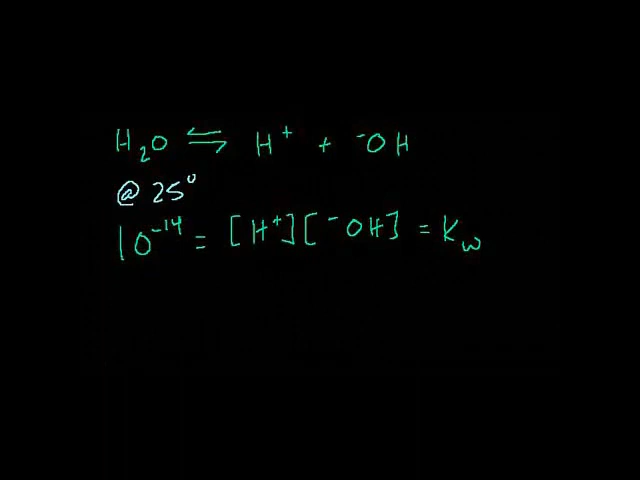 H₂O ⇌ H⁺ + ⁻OH
@ 25°
10⁻¹⁴ = [H⁺][⁻OH] = Kw